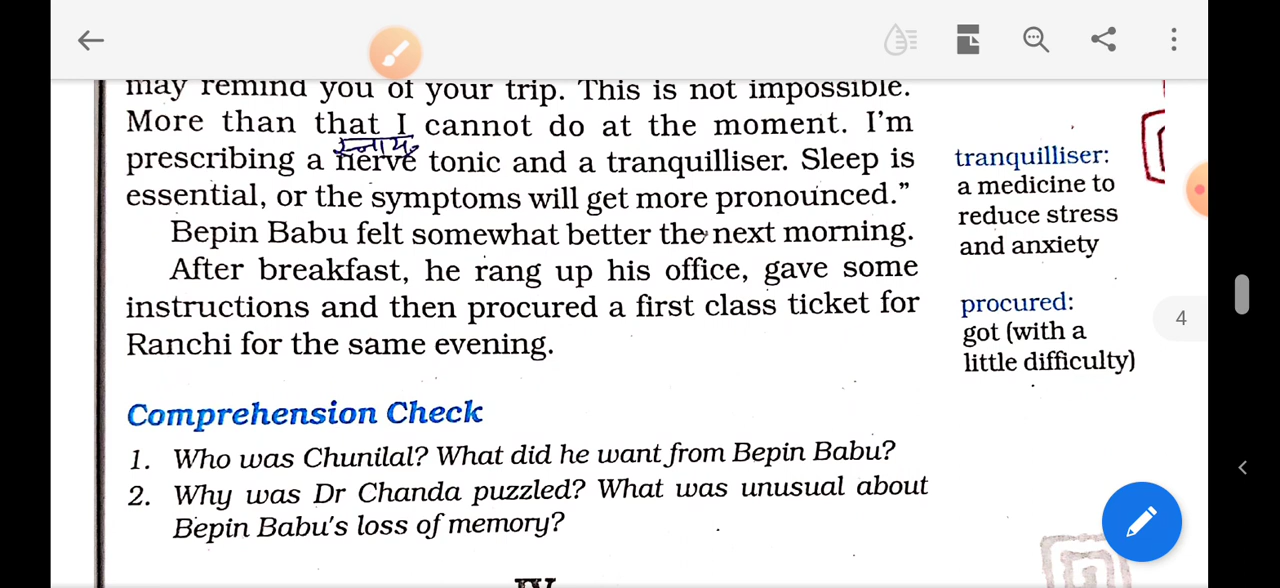 may remind you of your trip. This is not impossible.
More than that I cannot do at the moment. I'm
स्नायु
prescribing a nerve tonic and a tranquilliser. Sleep is
essential, or the symptoms will get more pronounced."
Bepin Babu felt somewhat better the next morning.
After breakfast, he rang up his office, gave some
instructions and then procured a first class ticket for
Ranchi for the same evening.
tranquilliser:
a medicine to
reduce stress
and anxiety
procured:
got (with a
little difficulty)
4
Comprehension Check
1. Who was Chunilal? What did he want from Bepin Babu?
2. Why was Dr Chanda puzzled? What was unusual about
Bepin Babu's loss of memory?
IV